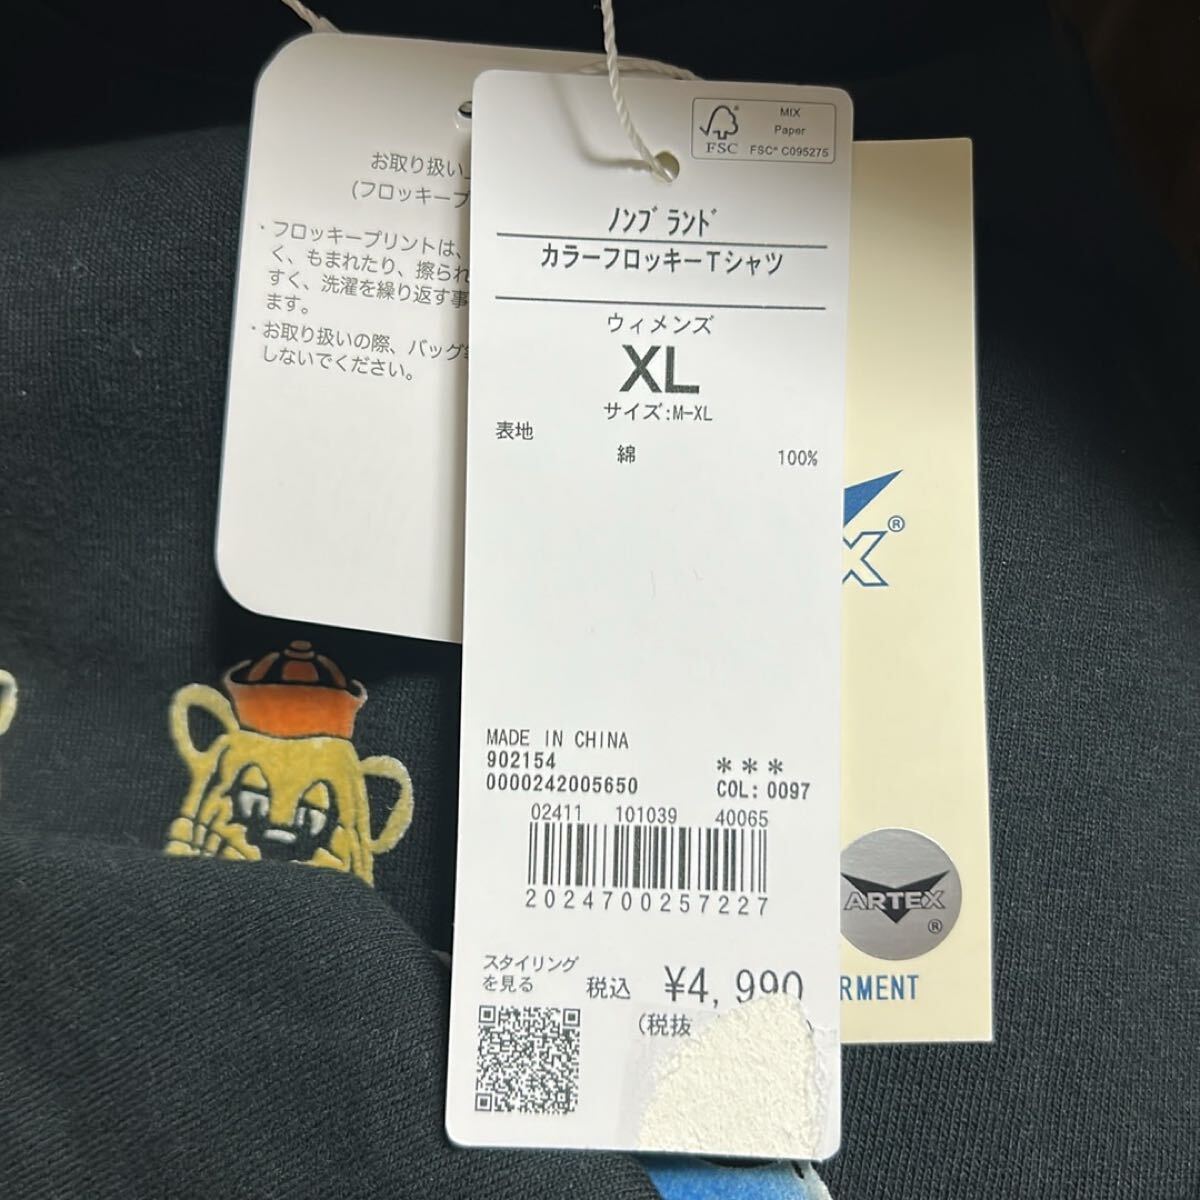 お取り扱い
(フロッキープ
・フロッキープリントは、
く、もまれたり、擦られ
すく、洗濯を繰り返す事
ます。
・お取り扱いの際、バッグ
しないでください。
FSC
MIX
Paper
FSC® C095275
ﾉﾝﾌﾞﾗﾝﾄﾞ
カラーフロッキーTシャツ
ウィメンズ
XL
サイズ:M-XL
表地
綿 100%
MADE IN CHINA
902154 ***
0000242005650 COL: 0097
02411 101039 40065
2024700257227
スタイリング
を見る
税込 ¥4,990
(税抜
X®
ARTEX
®
RMENT